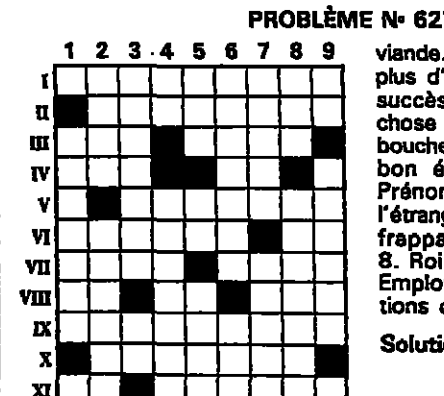 PROBLÈME N• 627
1 2 3 4 5 6 7 8 9
I
II
III
IV
V
VI
VII
VIII
IX
X
XI
viande.
plus d'
succès
chose
bouche
bon é
Prénom
l'étrang
frappa
8. Roi
Emplo
tions e
Solutio